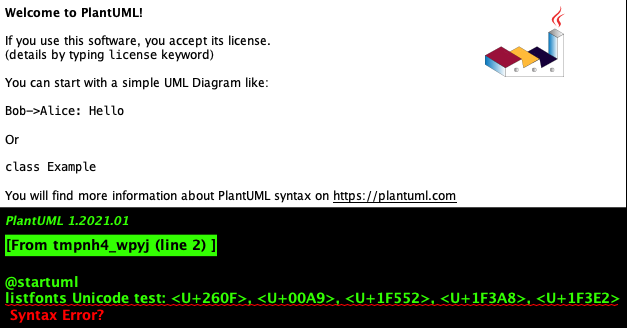 Welcome to PlantUML!
If you use this software, you accept its license.
(details by typing license keyword)
You can start with a simple UML Diagram like:
Bob->Alice: Hello
Or
class Example
You will find more information about PlantUML syntax on https://plantuml.com
PlantUML 1.2021.01
[From tmpnh4_wpyj (line 2) ]
@startuml
listfonts Unicode test: <U+260F>, <U+00A9>, <U+1F552>, <U+1F3A8>, <U+1F3E2>
Syntax Error?